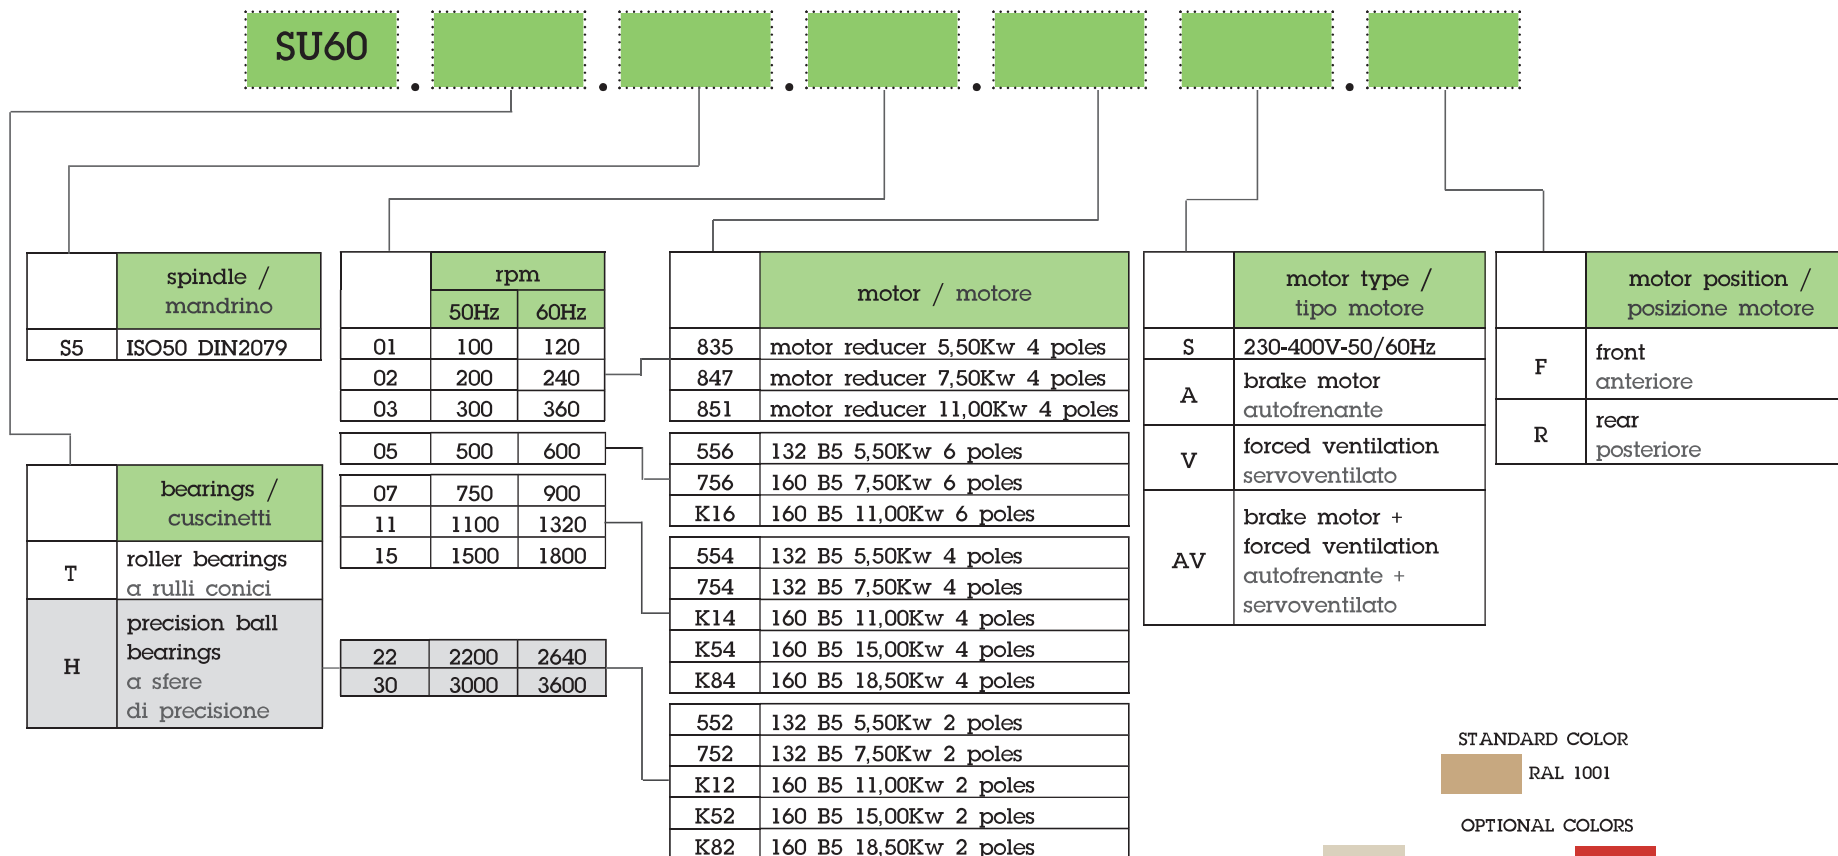 SU60 . . . . .
spindle /
mandrino
S5 ISO50 DIN2079
bearings /
cuscinetti
T roller bearings
a rulli conici
H precision ball
bearings
a sfere
di precisione
rpm
50Hz 60Hz
01 100 120
02 200 240
03 300 360
05 500 600
07 750 900
11 1100 1320
15 1500 1800
22 2200 2640
30 3000 3600
motor / motore
835 motor reducer 5,50Kw 4 poles
847 motor reducer 7,50Kw 4 poles
851 motor reducer 11,00Kw 4 poles
556 132 B5 5,50Kw 6 poles
756 160 B5 7,50Kw 6 poles
K16 160 B5 11,00Kw 6 poles
554 132 B5 5,50Kw 4 poles
754 132 B5 7,50Kw 4 poles
K14 160 B5 11,00Kw 4 poles
K54 160 B5 15,00Kw 4 poles
K84 160 B5 18,50Kw 4 poles
552 132 B5 5,50Kw 2 poles
752 132 B5 7,50Kw 2 poles
K12 160 B5 11,00Kw 2 poles
K52 160 B5 15,00Kw 2 poles
K82 160 B5 18,50Kw 2 poles
motor type /
tipo motore
S 230-400V-50/60Hz
A brake motor
autofrenante
V forced ventilation
servoventilato
AV brake motor +
forced ventilation
autofrenante +
servoventilato
motor position /
posizione motore
F front
anteriore
R rear
posteriore
STANDARD COLOR
RAL 1001
OPTIONAL COLORS